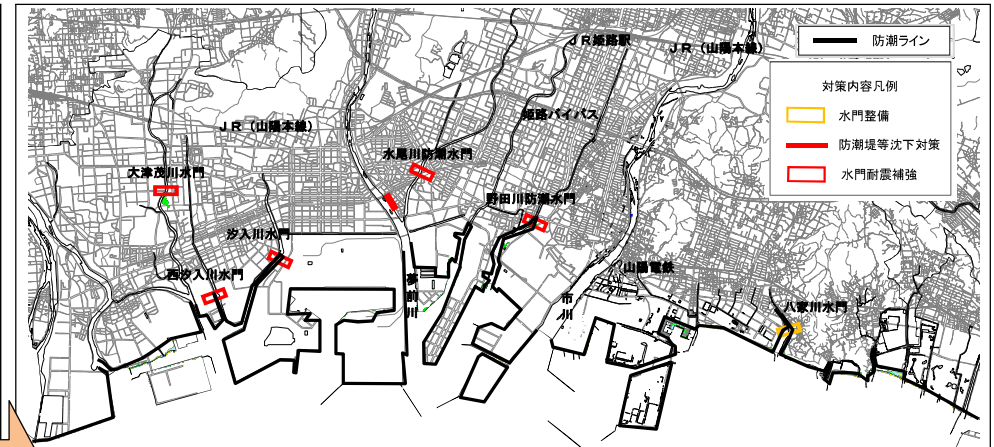 JR姫路駅
JR(山陽本線)
防潮ライン
対策内容凡例
水門整備
防潮堤等沈下対策
水門耐震補強
姫路バイパス
JR(山陽本線)
水尾川防潮水門
大津茂川水門
野田川防潮水門
汐入川水門
西汐入川水門
夢前川
市川
山陽電鉄
八家川水門